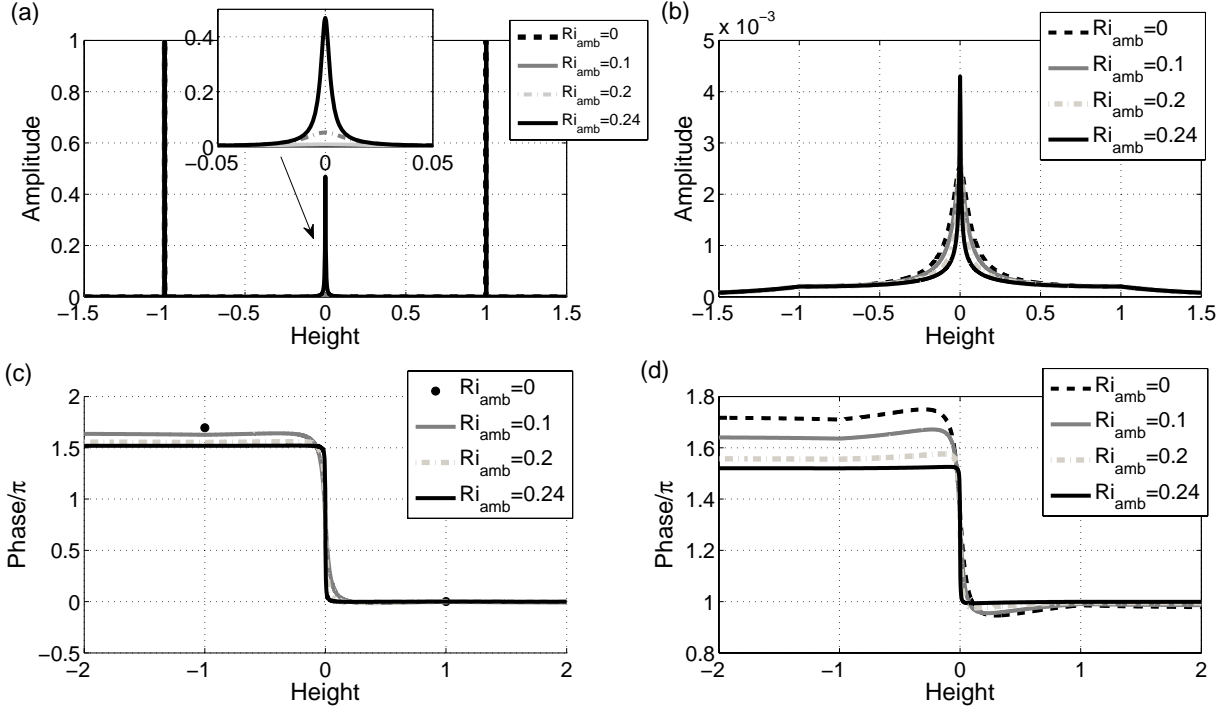 (a)
Amplitude
1
0.8
0.6
0.4
0.2
0
−1.5
−1
−0.5
0
0.5
1
1.5
Height
0.4
0.2
0
−0.05
0
0.05
Ri_amb=0
Ri_amb=0.1
Ri_amb=0.2
Ri_amb=0.24
(b)
x 10^−3
Amplitude
5
4
3
2
1
0
−1.5
−1
−0.5
0
0.5
1
1.5
Height
Ri_amb=0
Ri_amb=0.1
Ri_amb=0.2
Ri_amb=0.24
(c)
Phase/π
2
1.5
1
0.5
0
−0.5
−2
−1
0
1
2
Height
Ri_amb=0
Ri_amb=0.1
Ri_amb=0.2
Ri_amb=0.24
(d)
Phase/π
1.8
1.6
1.4
1.2
1
0.8
−2
−1
0
1
2
Height
Ri_amb=0
Ri_amb=0.1
Ri_amb=0.2
Ri_amb=0.24